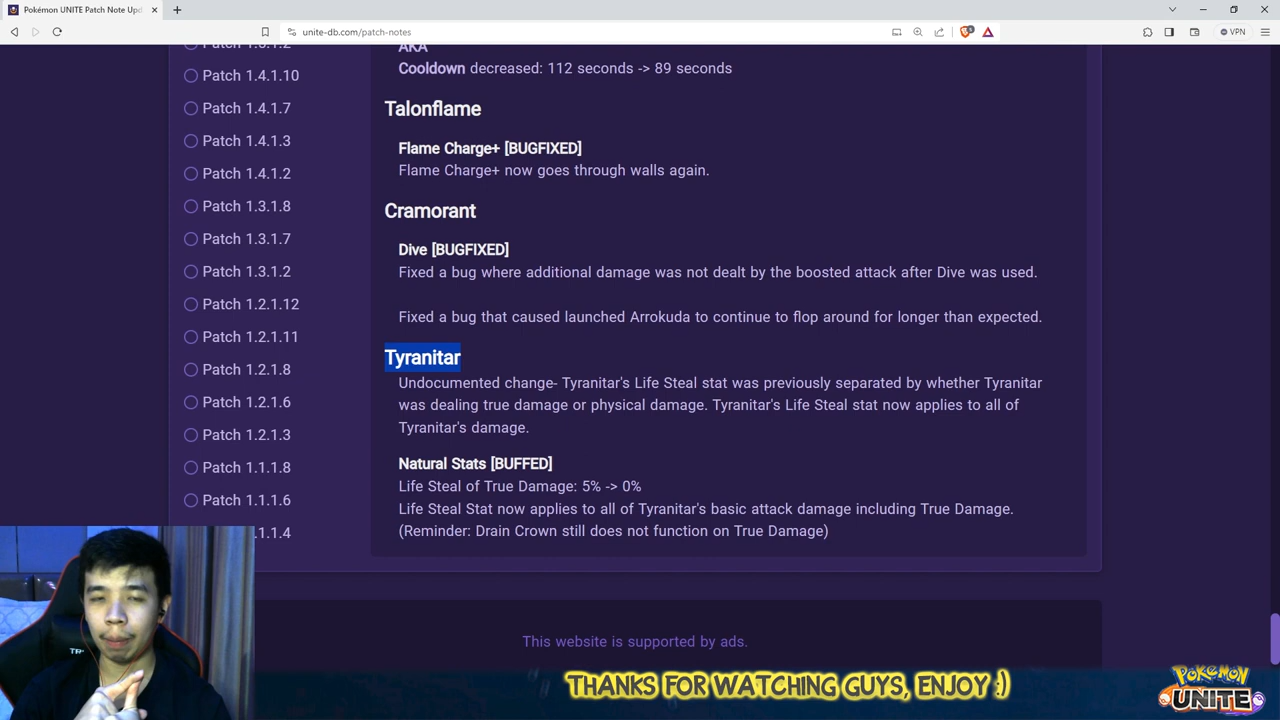 Pokémon UNITE Patch Note Upd
unite-db.com/patch-notes
VPN
Patch 1.4.1.10
Patch 1.4.1.7
Patch 1.4.1.3
Patch 1.4.1.2
Patch 1.3.1.8
Patch 1.3.1.7
Patch 1.3.1.2
Patch 1.2.1.12
Patch 1.2.1.11
Patch 1.2.1.8
Patch 1.2.1.6
Patch 1.2.1.3
Patch 1.1.1.8
Patch 1.1.1.6
.1.4
AKA
Cooldown decreased: 112 seconds -> 89 seconds
Talonflame
Flame Charge+ [BUGFIXED]
Flame Charge+ now goes through walls again.
Cramorant
Dive [BUGFIXED]
Fixed a bug where additional damage was not dealt by the boosted attack after Dive was used.
Fixed a bug that caused launched Arrokuda to continue to flop around for longer than expected.
Tyranitar
Undocumented change- Tyranitar's Life Steal stat was previously separated by whether Tyranitar
was dealing true damage or physical damage. Tyranitar's Life Steal stat now applies to all of
Tyranitar's damage.
Natural Stats [BUFFED]
Life Steal of True Damage: 5% -> 0%
Life Steal Stat now applies to all of Tyranitar's basic attack damage including True Damage.
(Reminder: Drain Crown still does not function on True Damage)
This website is supported by ads.
THANKS FOR WATCHING GUYS, ENJOY :)
POKÉMON
UNITE